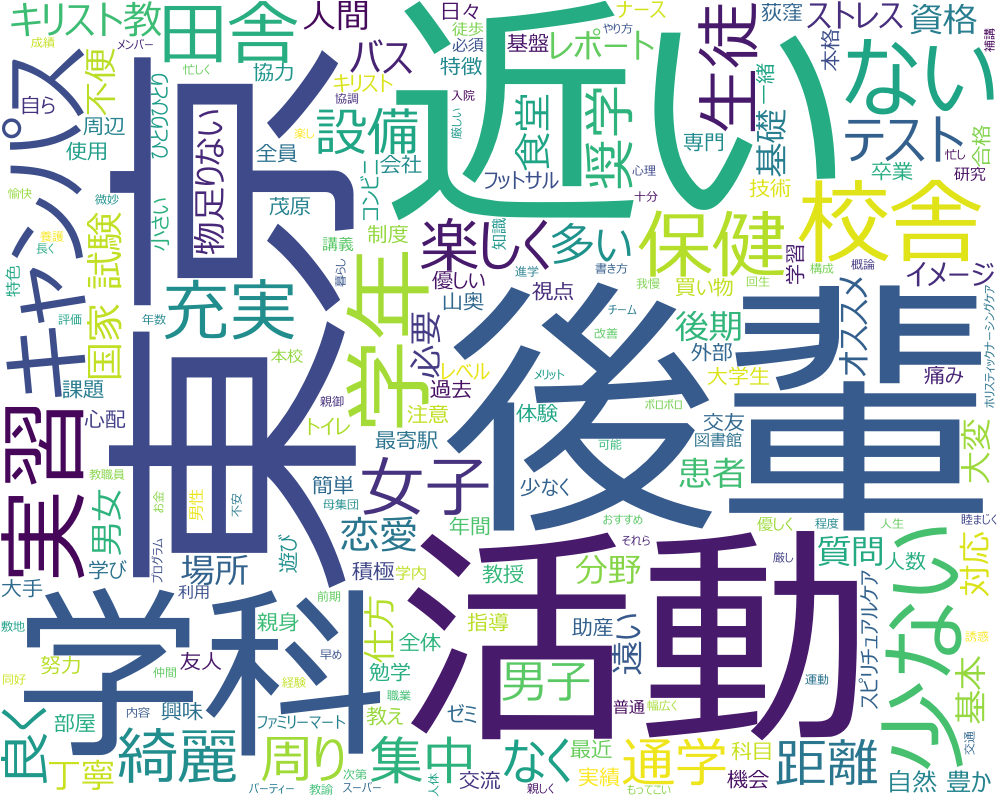 キリスト教
田舎
人間
日々
徒歩
必須
特徴
基盤
レポート
ナース
やり方
荻窪
ストレス
本格
資格
補講
成績
メンバー
忙しく
バス
協力
キリスト
協調
入院
厳しい
楽し
近い
生徒
ない
一緒
基礎
テスト
自ら
不便
周辺
使用
ひとりひとり
全員
設備
会社
コンビニ
食堂
奨学
フットサル
専門
心理
十分
技術
卒業
合格
忙し
研究
キャンパス
愉快
微妙
養護
長く
小さい
物足りない
茂原
講義
制度
楽しく
多い
知識
保健
校舎
学習
概論
イメージ
特色
試験
国家
充実
暮らし
学年
優しい
山奥
進学
書き方
視点
我慢
買い物
回生
構成
後期
オススメ
ホリスティックナーシングケア
評価
年数
課題
本校
親御
トイレ
必要
過去
レベル
注意
チーム
改善
外部
大学生
痛み
メリット
ボロボロ
実習
心配
見学
最寄駅
体験
後輩
可能
交友
図書館
教職員
男女
お金
男性
不安
母集団
簡単
女子
少なく
患者
大変
学び
プログラム
場所
遊び
恋愛
年間
おすすめ
それら
優しく
程度
人生
睦まじく
大手
利用
積極
学内
教授
分野
厳し
質問
対応
人数
少ない
敷地
学科
前期
親身
仕方
全体
指導
助産
遠い
活動
スピリチュアルケア
誘惑
努力
友人
早め
勉学
男子
運動
同好
仲間
経験
職業
普通
幅広く
基本
良く
部屋
内容
興味
ファミリーマート
教え
ゼミ
交通
丁寧
綺麗
周り
集中
なく
最近
通学
科目
距離
パーティー
教諭
次第
スーパー
人体
交流
親しく
実績
もってこい
機会
自然
豊か